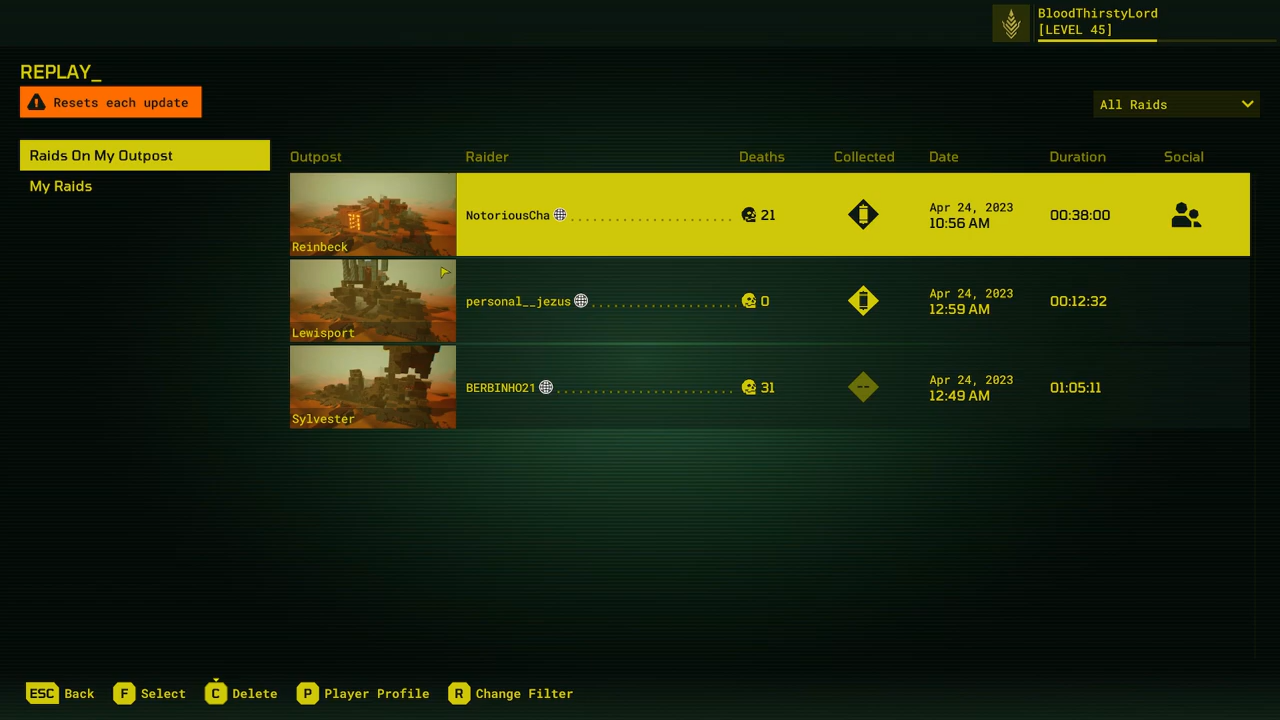 BloodThirstyLord
[LEVEL 45]
REPLAY_
Resets each update
All Raids
Raids On My Outpost
My Raids
Outpost Raider Deaths Collected Date Duration Social
Reinbeck NotoriousCha 21 Apr 24, 2023 10:56 AM 00:38:00
Lewisport personal__jezus 0 Apr 24, 2023 12:59 AM 00:12:32
Sylvester BERBINHO21 31 -- Apr 24, 2023 12:49 AM 01:05:11
ESC Back F Select C Delete P Player Profile R Change Filter